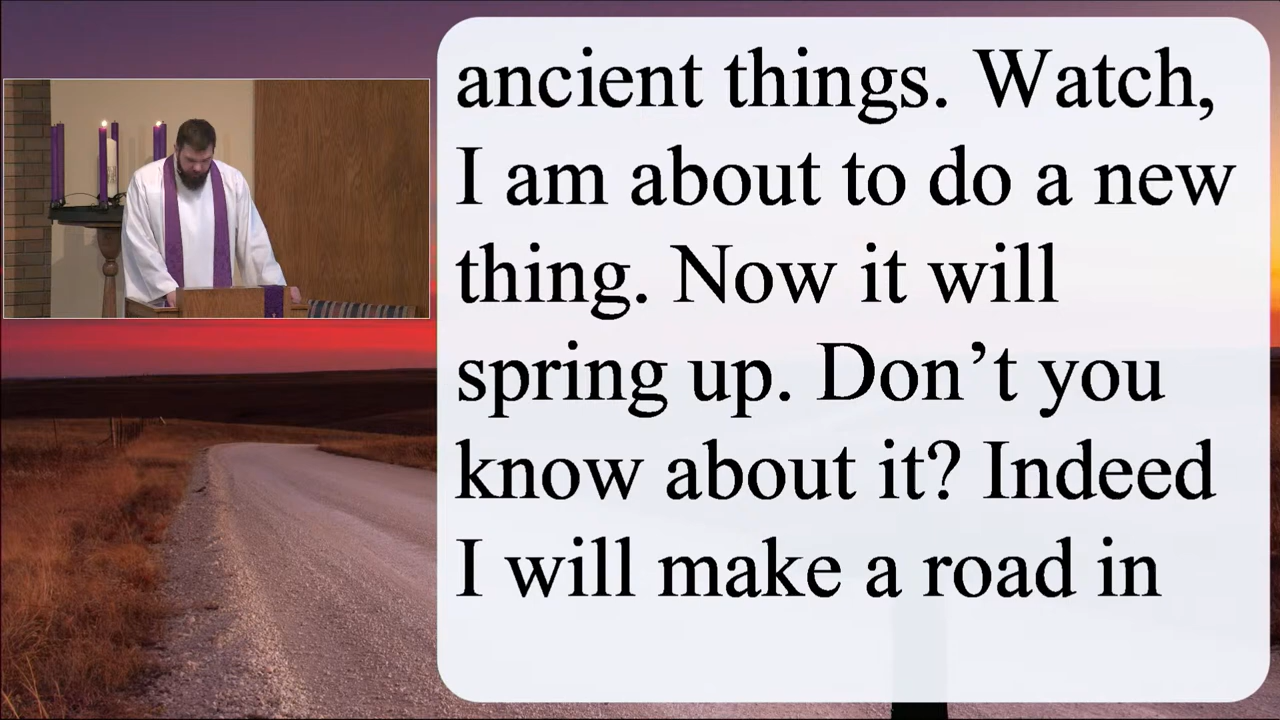 ancient things. Watch,
I am about to do a new
thing. Now it will
spring up. Don’t you
know about it? Indeed
I will make a road in